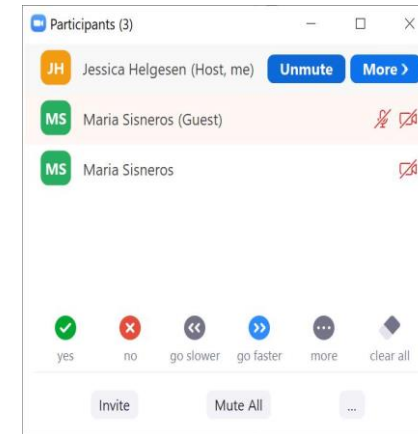 Participants (3)
JH Jessica Helgesen (Host, me) Unmute More >
MS Maria Sisneros (Guest)
MS Maria Sisneros
yes no go slower go faster more clear all
Invite Mute All ...